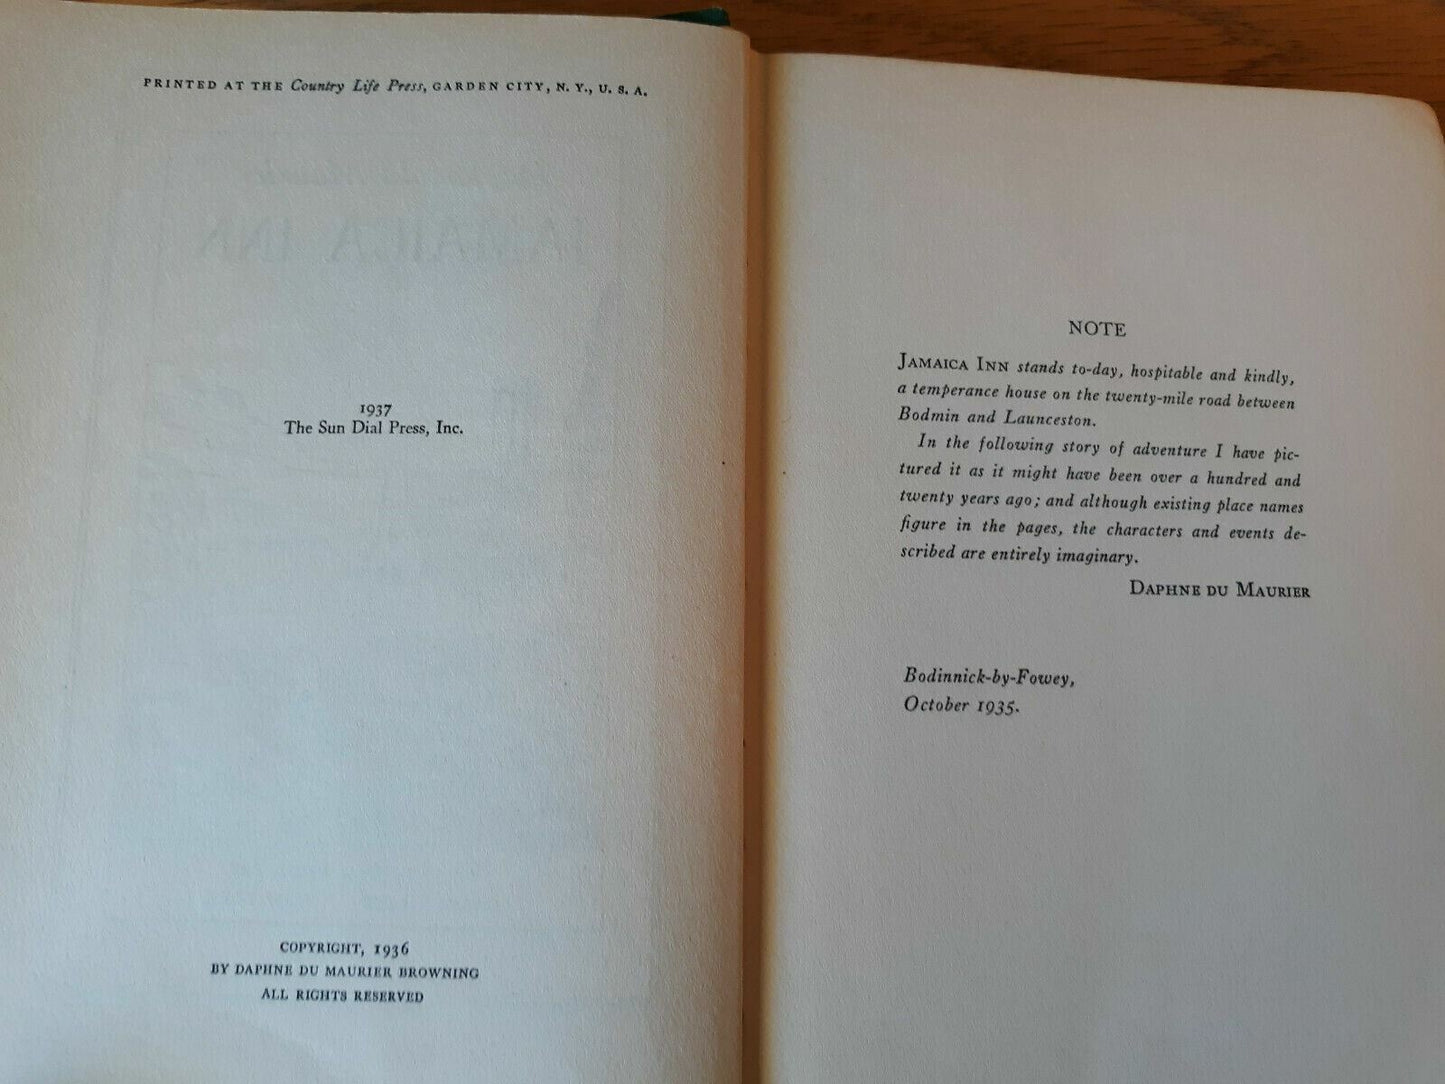 PRINTED AT THE Country Life Press, GARDEN CITY, N. Y., U. S. A.
JAMAICA INN
1937
The Sun Dial Press, Inc.
COPYRIGHT, 1936
BY DAPHNE DU MAURIER BROWNING
ALL RIGHTS RESERVED
NOTE
JAMAICA INN stands to-day, hospitable and kindly,
a temperance house on the twenty-mile road between
Bodmin and Launceston.
In the following story of adventure I have pic-
tured it as it might have been over a hundred and
twenty years ago; and although existing place names
figure in the pages, the characters and events de-
scribed are entirely imaginary.
DAPHNE DU MAURIER
Bodinnick-by-Fowey,
October 1935.